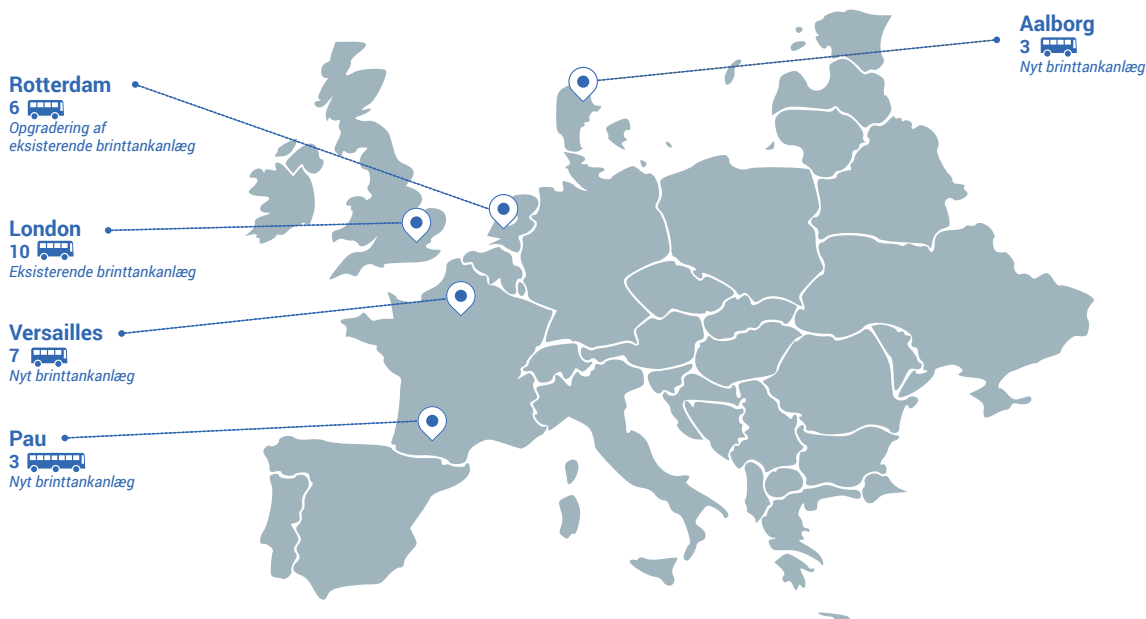 Aalborg
3
Nyt brinttankanlæg
Rotterdam
6
Opgradering af
eksisterende brinttankanlæg
London
10
Eksisterende brinttankanlæg
Versailles
7
Nyt brinttankanlæg
Pau
3
Nyt brinttankanlæg